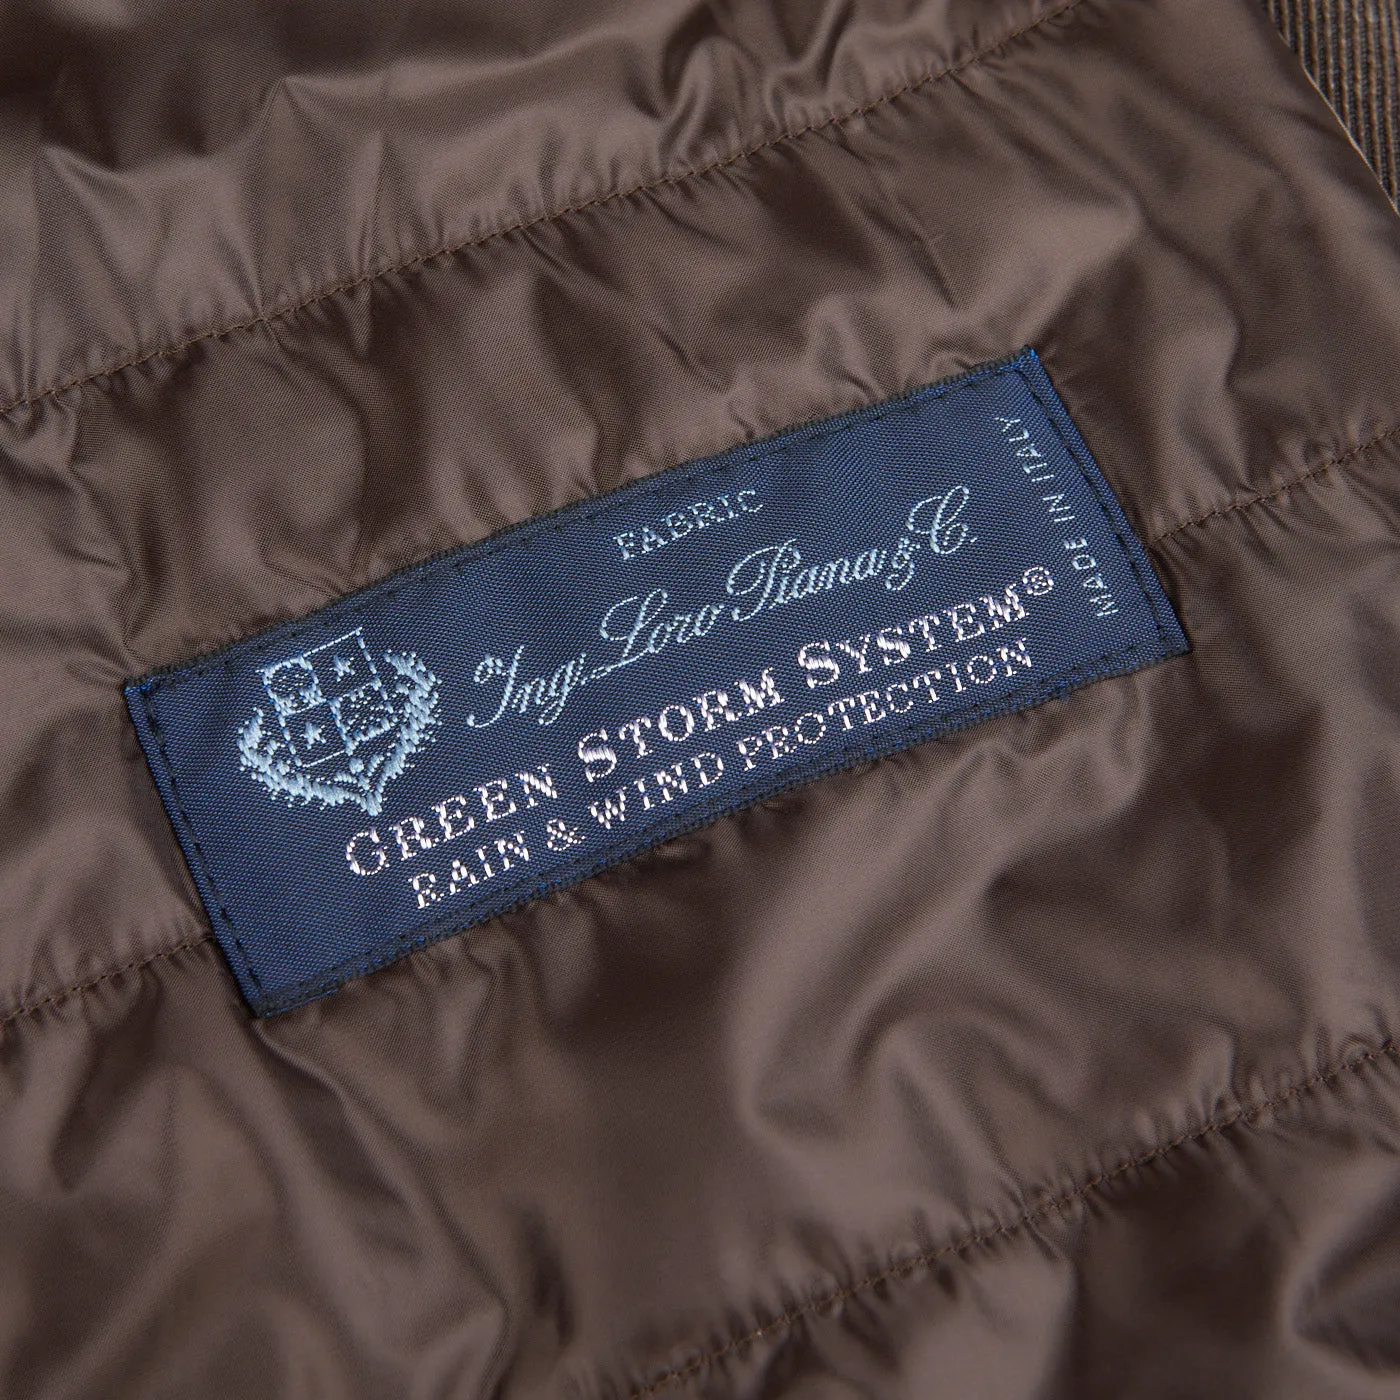 FABRIC
Ing. Loro Piana & C.
GREEN STORM SYSTEM®
RAIN & WIND PROTECTION
MADE IN ITALY